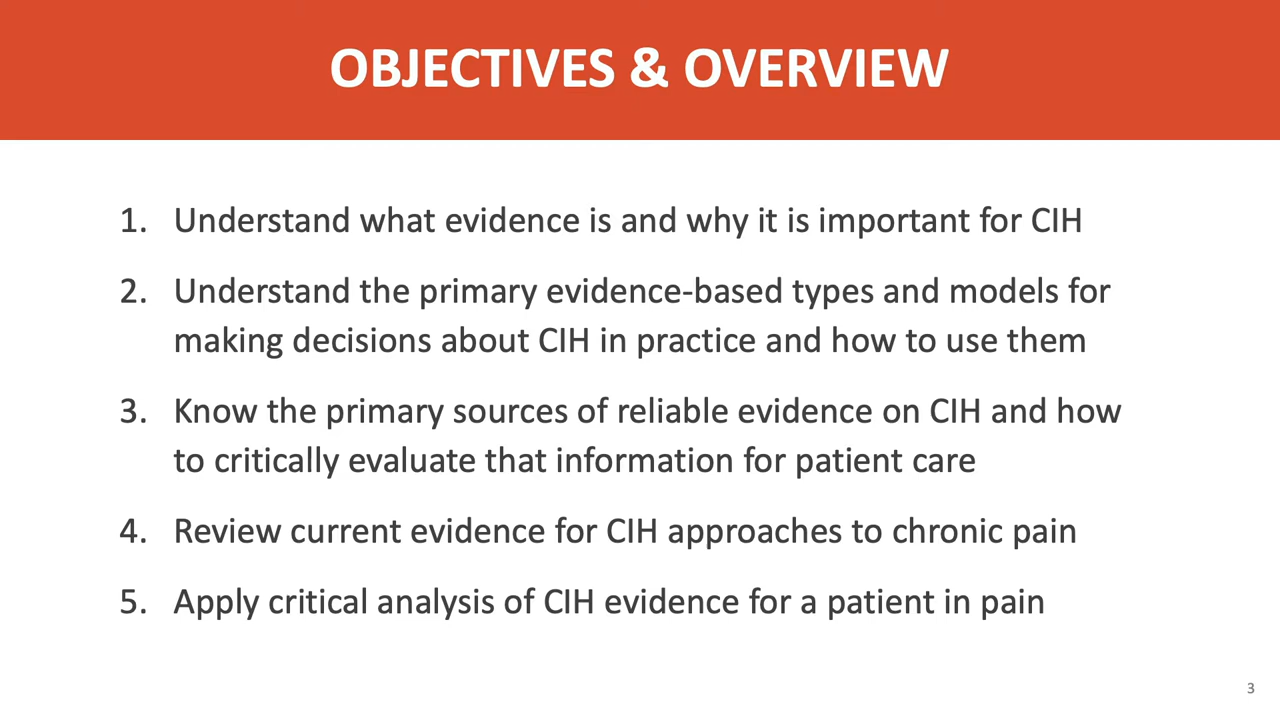 OBJECTIVES & OVERVIEW
1. Understand what evidence is and why it is important for CIH
2. Understand the primary evidence-based types and models for
making decisions about CIH in practice and how to use them
3. Know the primary sources of reliable evidence on CIH and how
to critically evaluate that information for patient care
4. Review current evidence for CIH approaches to chronic pain
5. Apply critical analysis of CIH evidence for a patient in pain
3